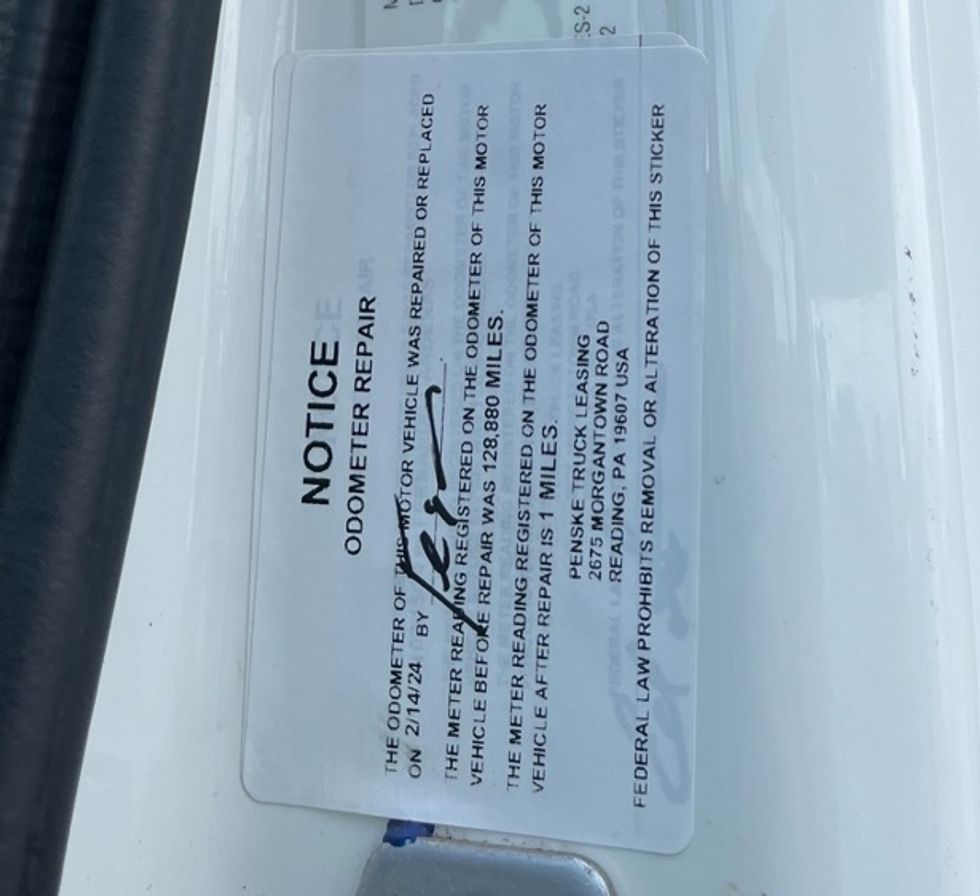 NOTICE
ODOMETER REPAIR
THE ODOMETER OF THIS MOTOR VEHICLE WAS REPAIRED OR REPLACED
ON 2/14/24 BY
THE METER READING REGISTERED ON THE ODOMETER OF THIS MOTOR
VEHICLE BEFORE REPAIR WAS 128,880 MILES.
THE METER READING REGISTERED ON THE ODOMETER OF THIS MOTOR
VEHICLE AFTER REPAIR IS 1 MILES.
PENSKE TRUCK LEASING
2675 MORGANTOWN ROAD
READING, PA 19607 USA
FEDERAL LAW PROHIBITS REMOVAL OR ALTERATION OF THIS STICKER